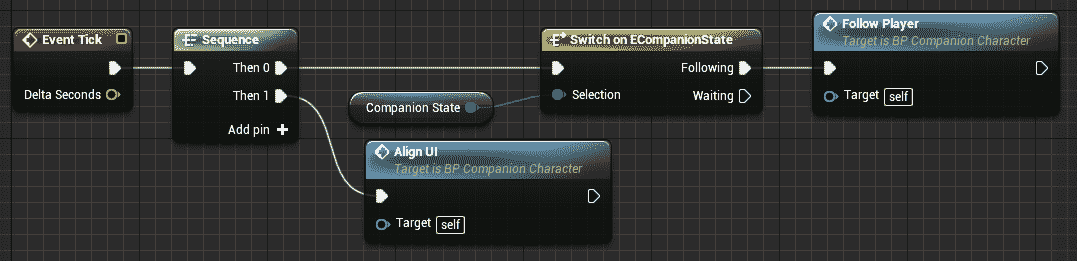 Event Tick
Delta Seconds
Sequence
Then 0
Then 1
Add pin
Companion State
Switch on ECompanionState
Following
Selection
Waiting
Follow Player
Target is BP Companion Character
Target self
Align UI
Target is BP Companion Character
Target self